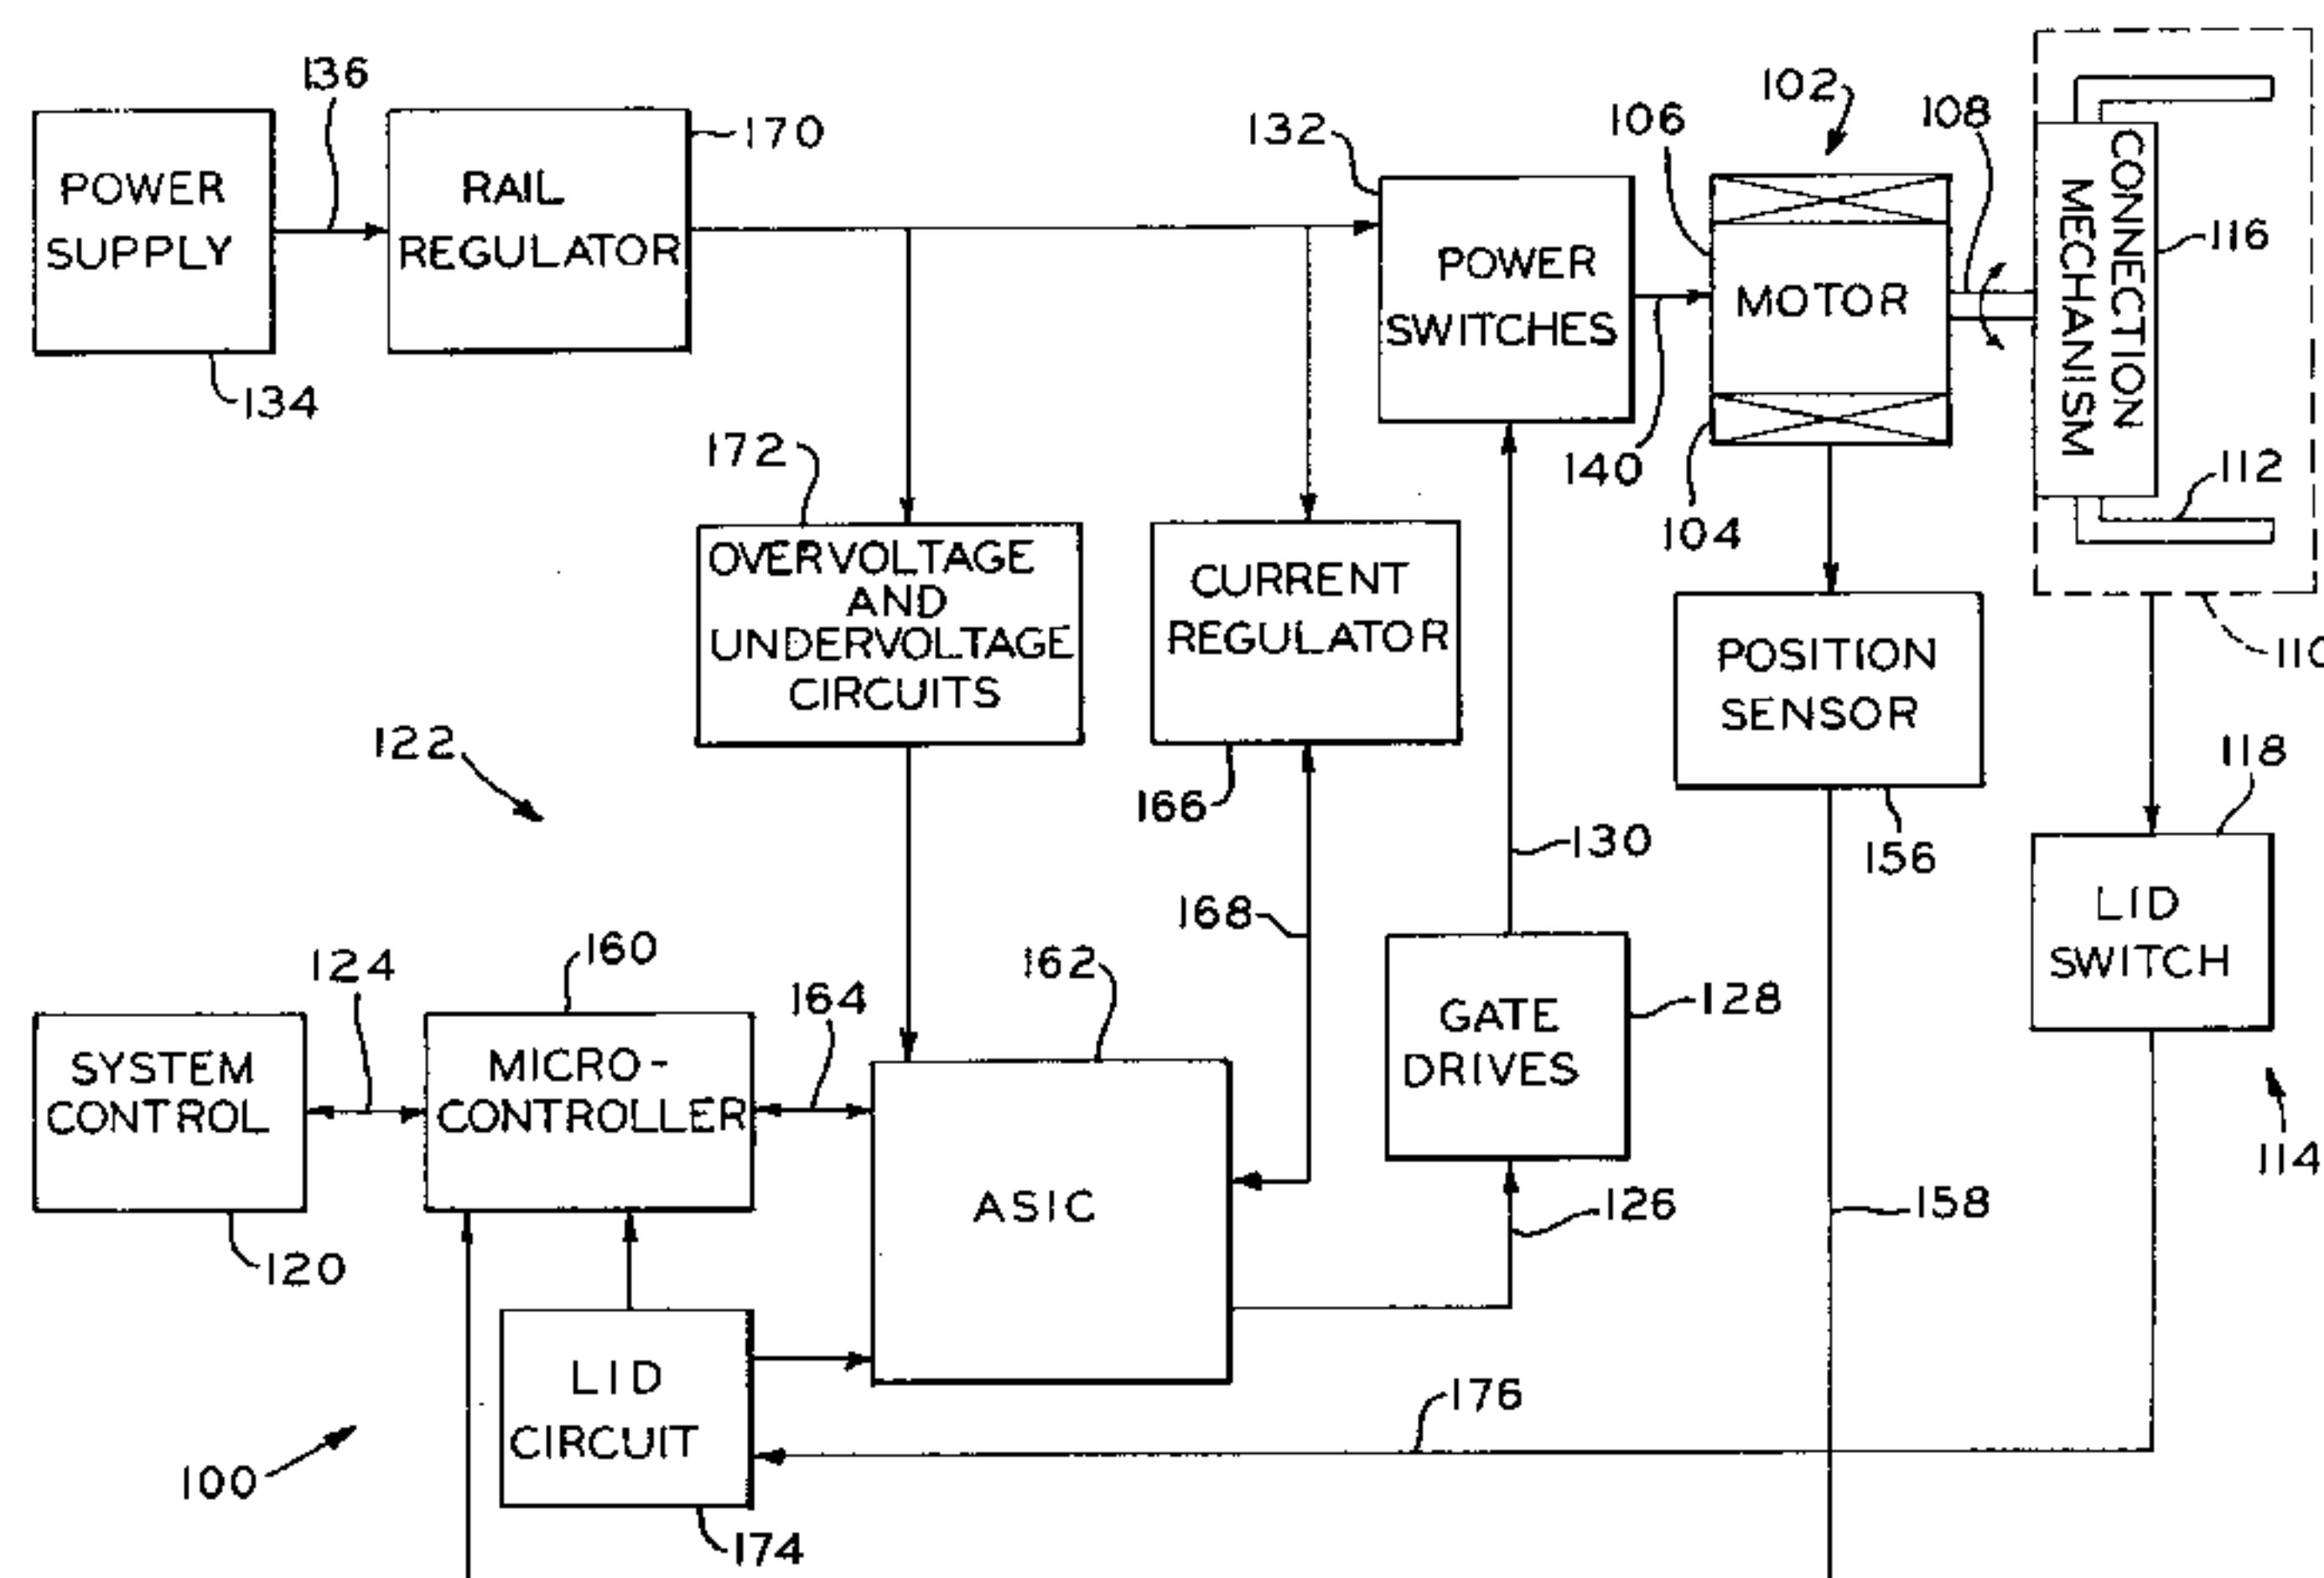 136
170
POWER
SUPPLY
134
RAIL
REGULATOR
132
POWER
SWITCHES
106
102
108
MOTOR
140
104
CONNECTION
MECHANISM
116
112
110
172
OVERVOLTAGE
AND
UNDERVOLTAGE
CIRCUITS
CURRENT
REGULATOR
166
POSITION
SENSOR
156
118
LID
SWITCH
114
122
130
168
124
160
164
162
128
SYSTEM
CONTROL
120
MICRO-
CONTROLLER
ASIC
GATE
DRIVES
126
158
LID
CIRCUIT
176
100
174